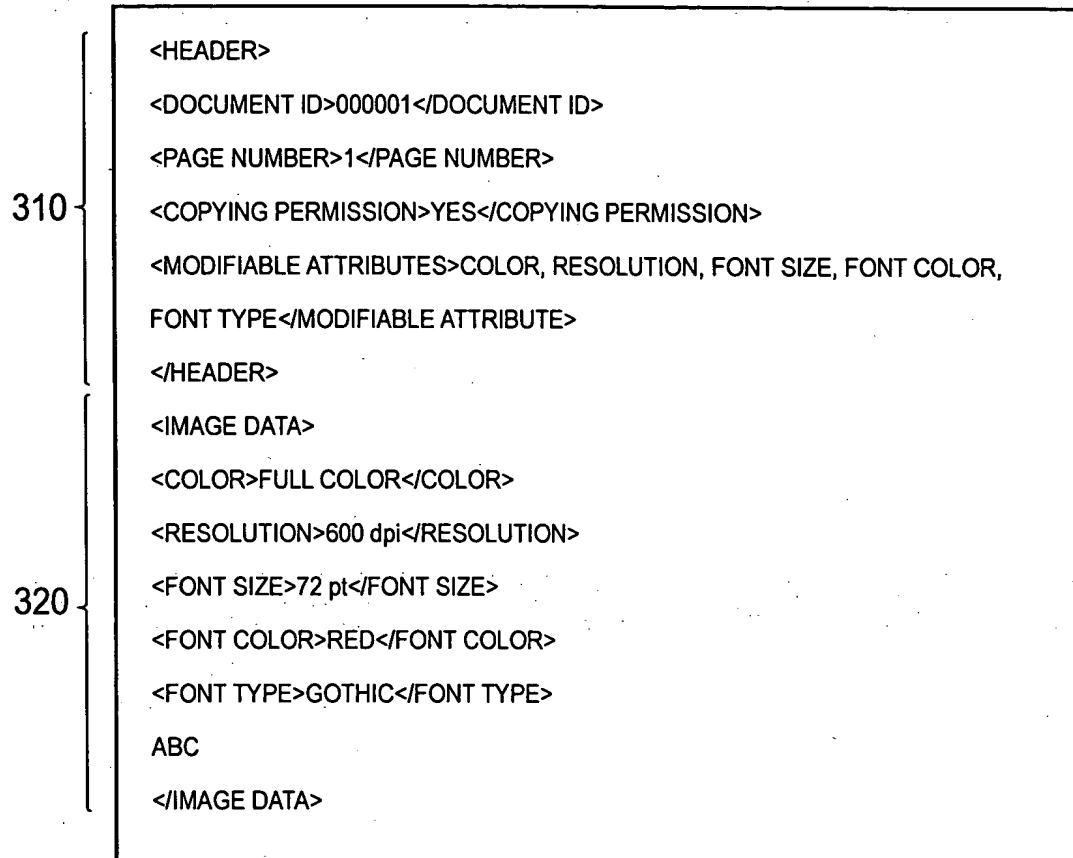 <HEADER>
<DOCUMENT ID>000001</DOCUMENT ID>
<PAGE NUMBER>1</PAGE NUMBER>
310
<COPYING PERMISSION>YES</COPYING PERMISSION>
<MODIFIABLE ATTRIBUTES>COLOR, RESOLUTION, FONT SIZE, FONT COLOR,
FONT TYPE</MODIFIABLE ATTRIBUTE>
</HEADER>
<IMAGE DATA>
<COLOR>FULL COLOR</COLOR>
<RESOLUTION>600 dpi</RESOLUTION>
320
<FONT SIZE>72 pt</FONT SIZE>
<FONT COLOR>RED</FONT COLOR>
<FONT TYPE>GOTHIC</FONT TYPE>
ABC
</IMAGE DATA>